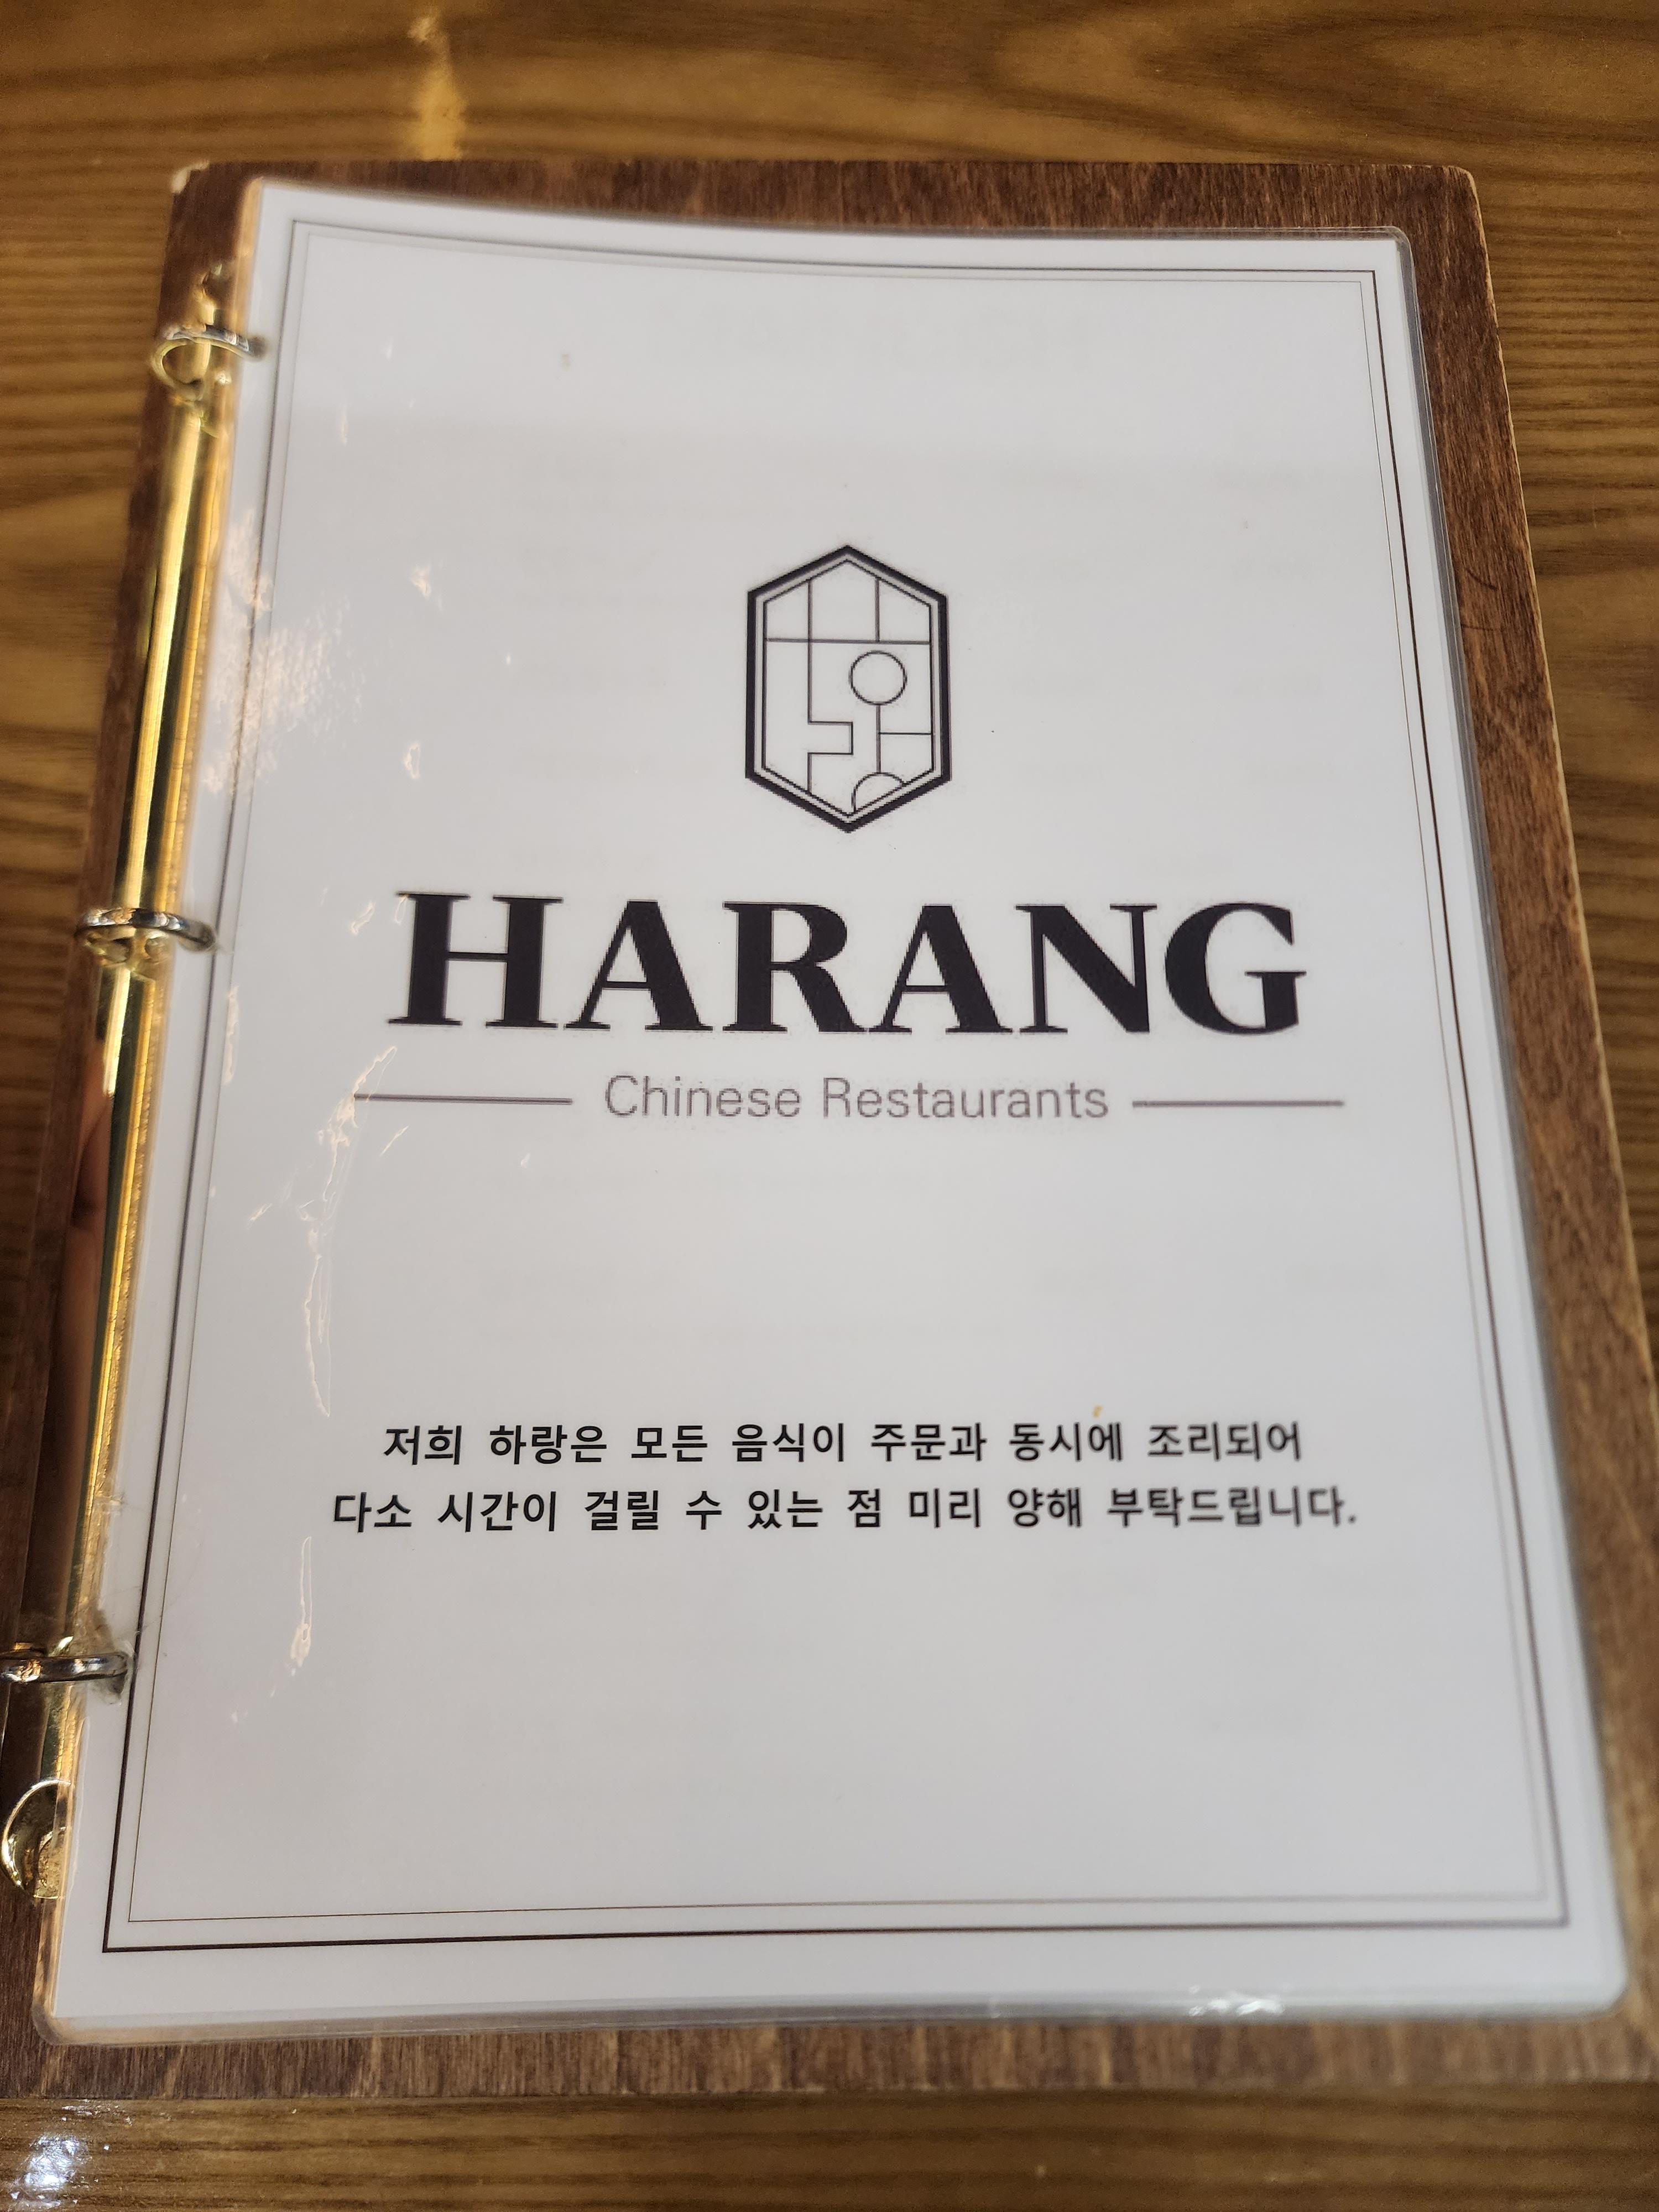 HARANG
Chinese Restaurants
저희 하랑은 모든 음식이 주문과 동시에 조리되어
다소 시간이 걸릴 수 있는 점 미리 양해 부탁드립니다.